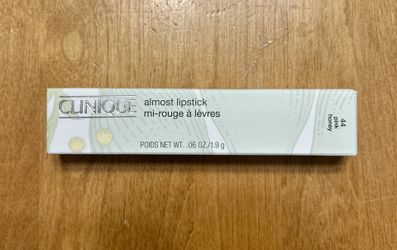 CLINIQUE
almost lipstick
mi-rouge à lèvres
POIDS NET WT. .06 OZ./1.9 g
44
pink
honey